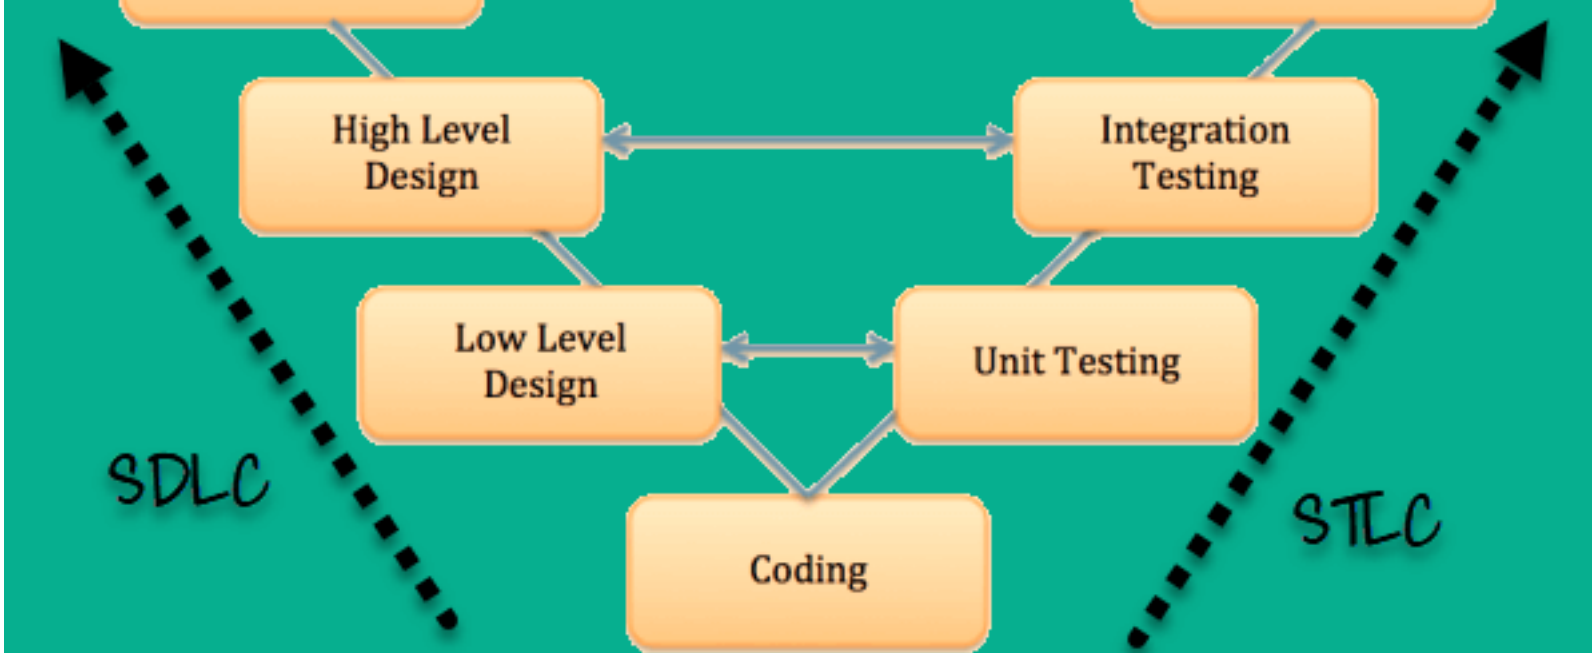 High Level
Design
Integration
Testing
Low Level
Design
Unit Testing
SDLC
STLC
Coding